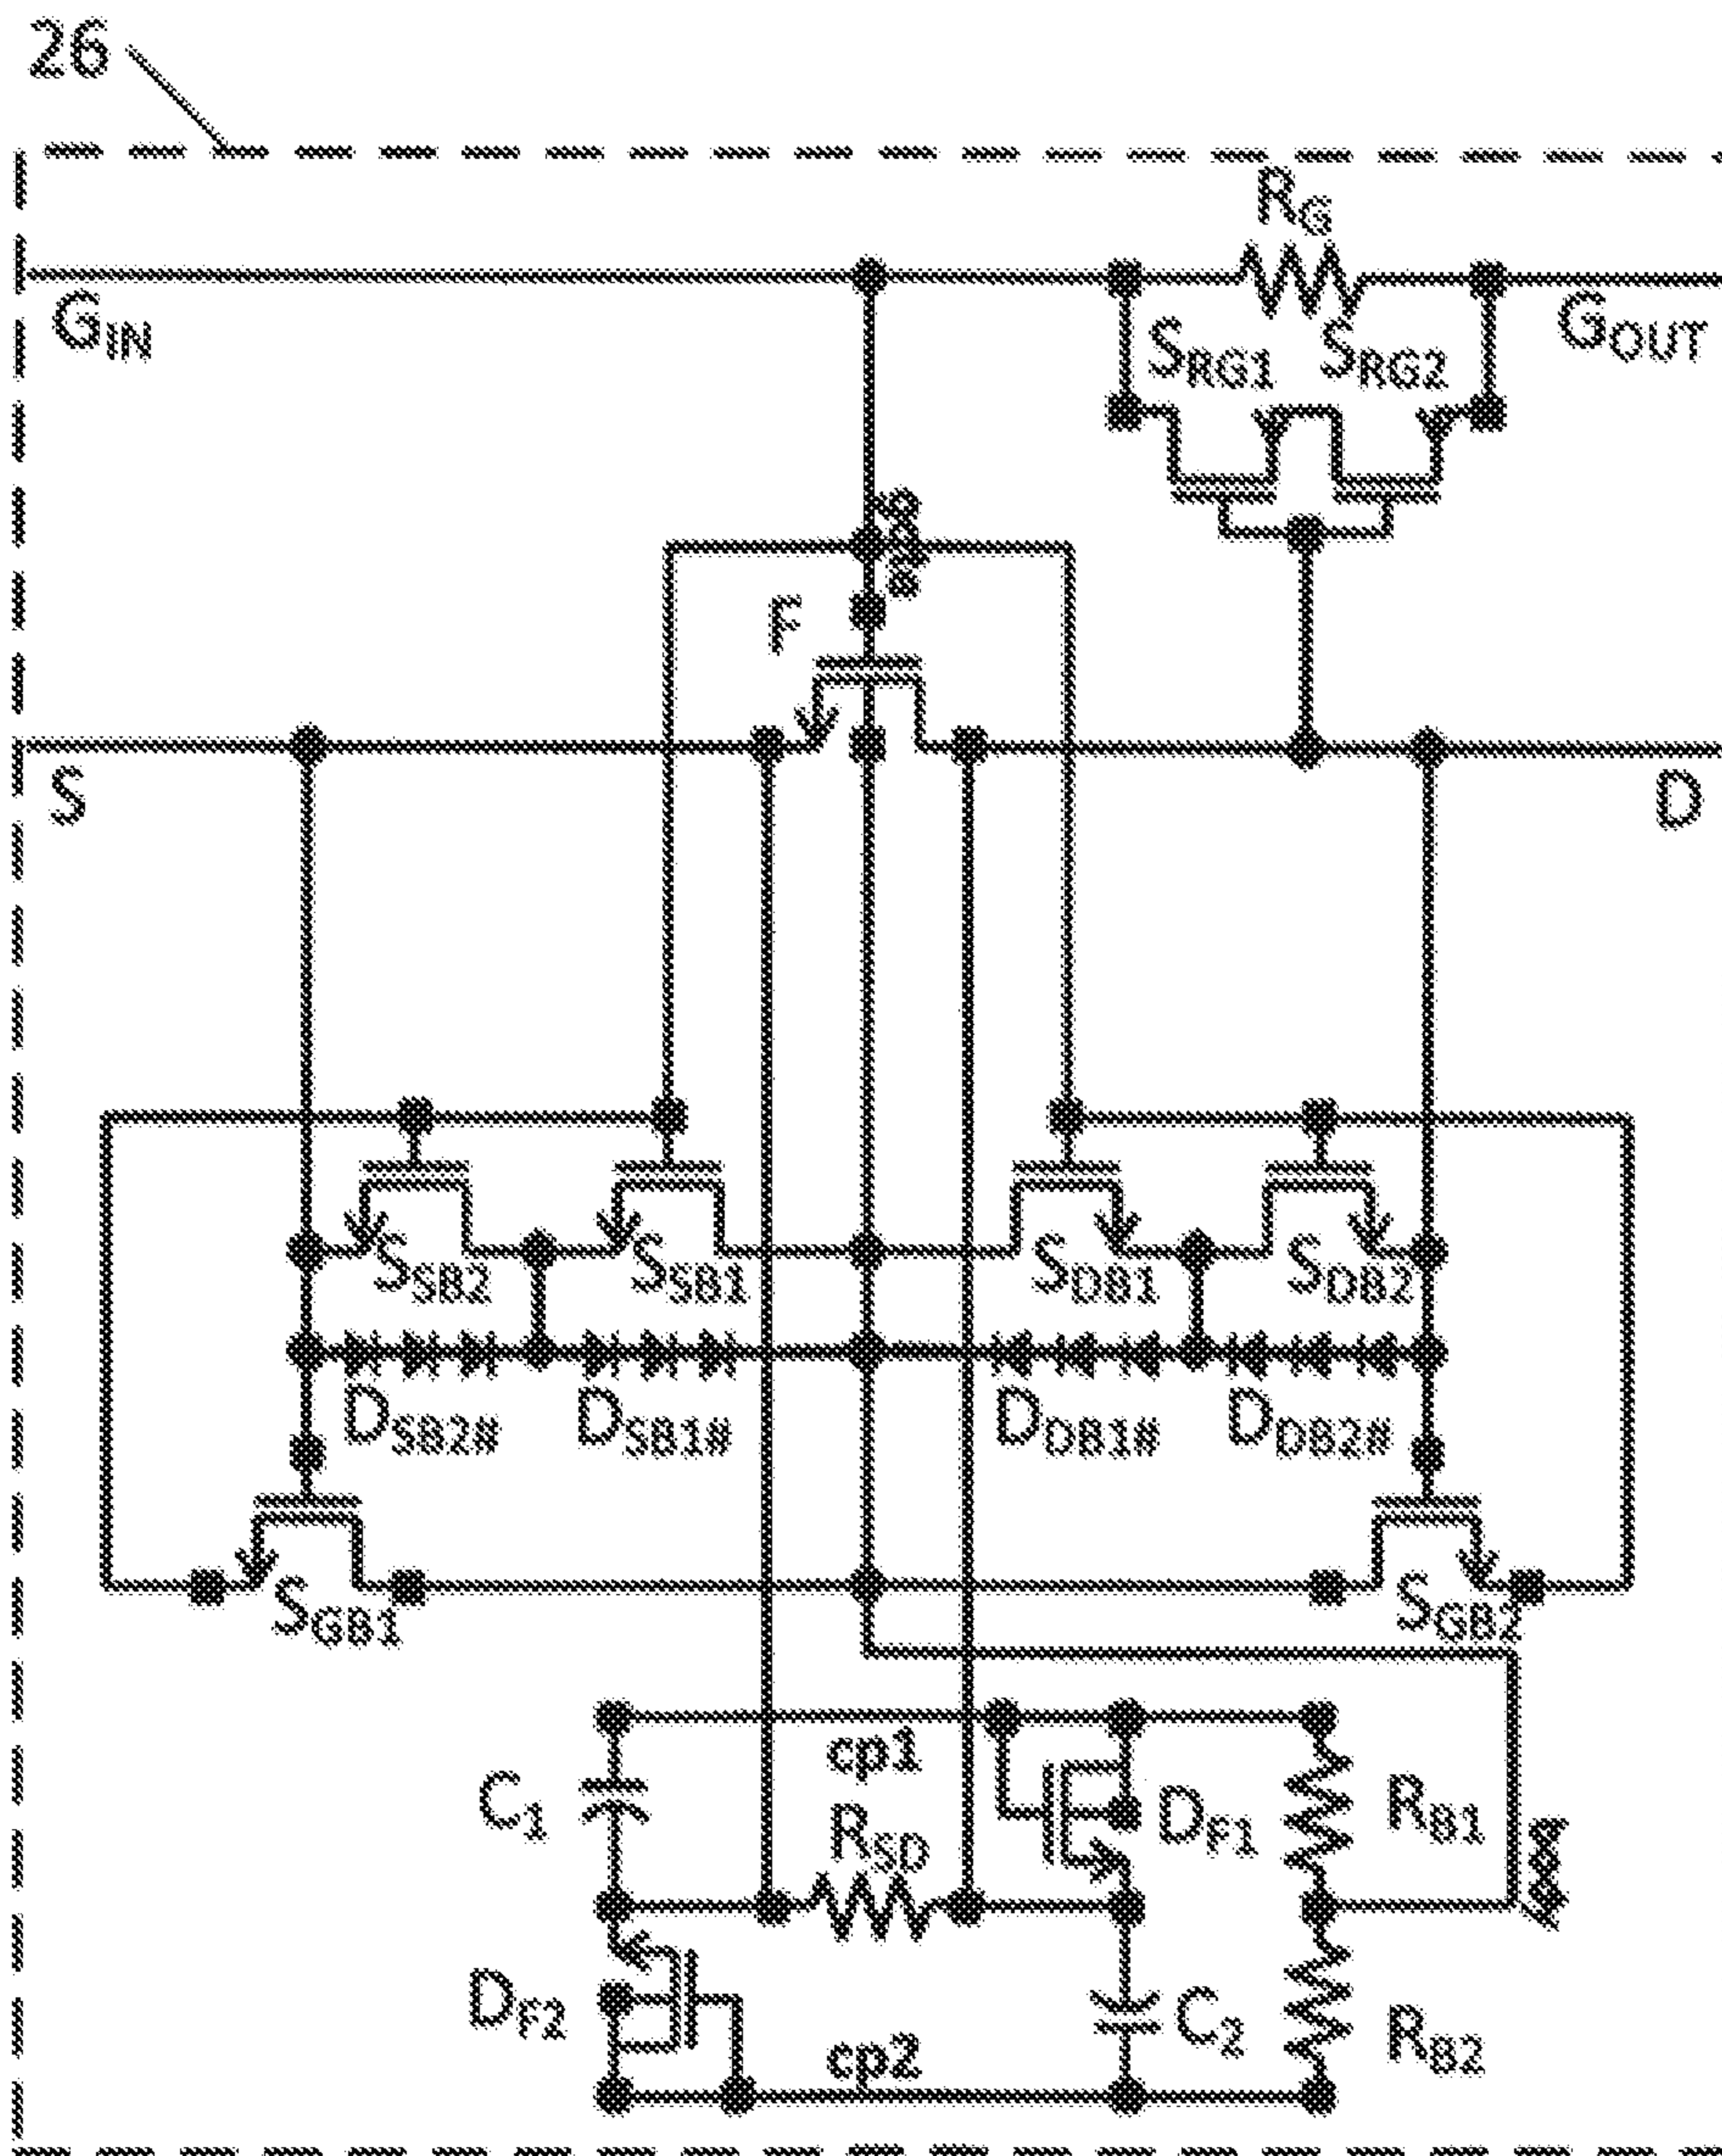 26
RG
GIN
SRG1 SRG2
GOUT
F
S
D
SSB2
SSB1
SDB1
SDB2
DSB2#
DSB1#
DDB1#
DDB2#
SGB1
SGB2
cp1
C1
RSD
DF1
RB1
DF2
cp2
C2
RB2